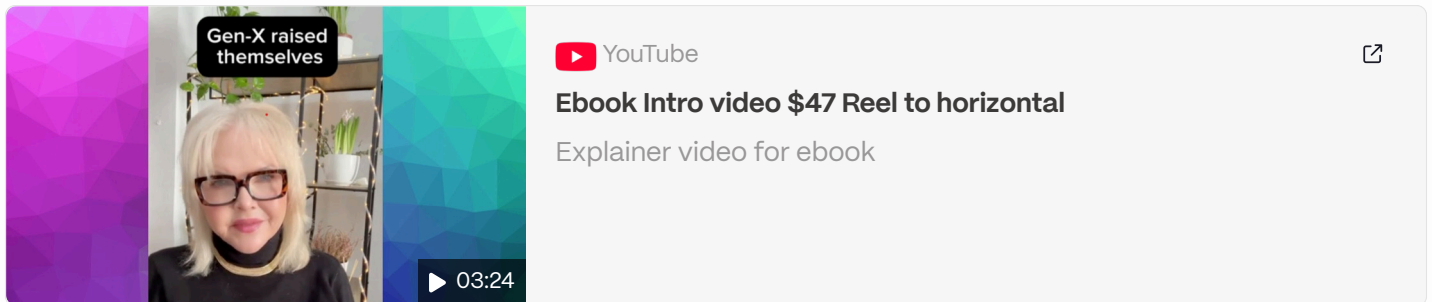 Gen-X raised
themselves
03:24
YouTube
Ebook Intro video $47 Reel to horizontal
Explainer video for ebook